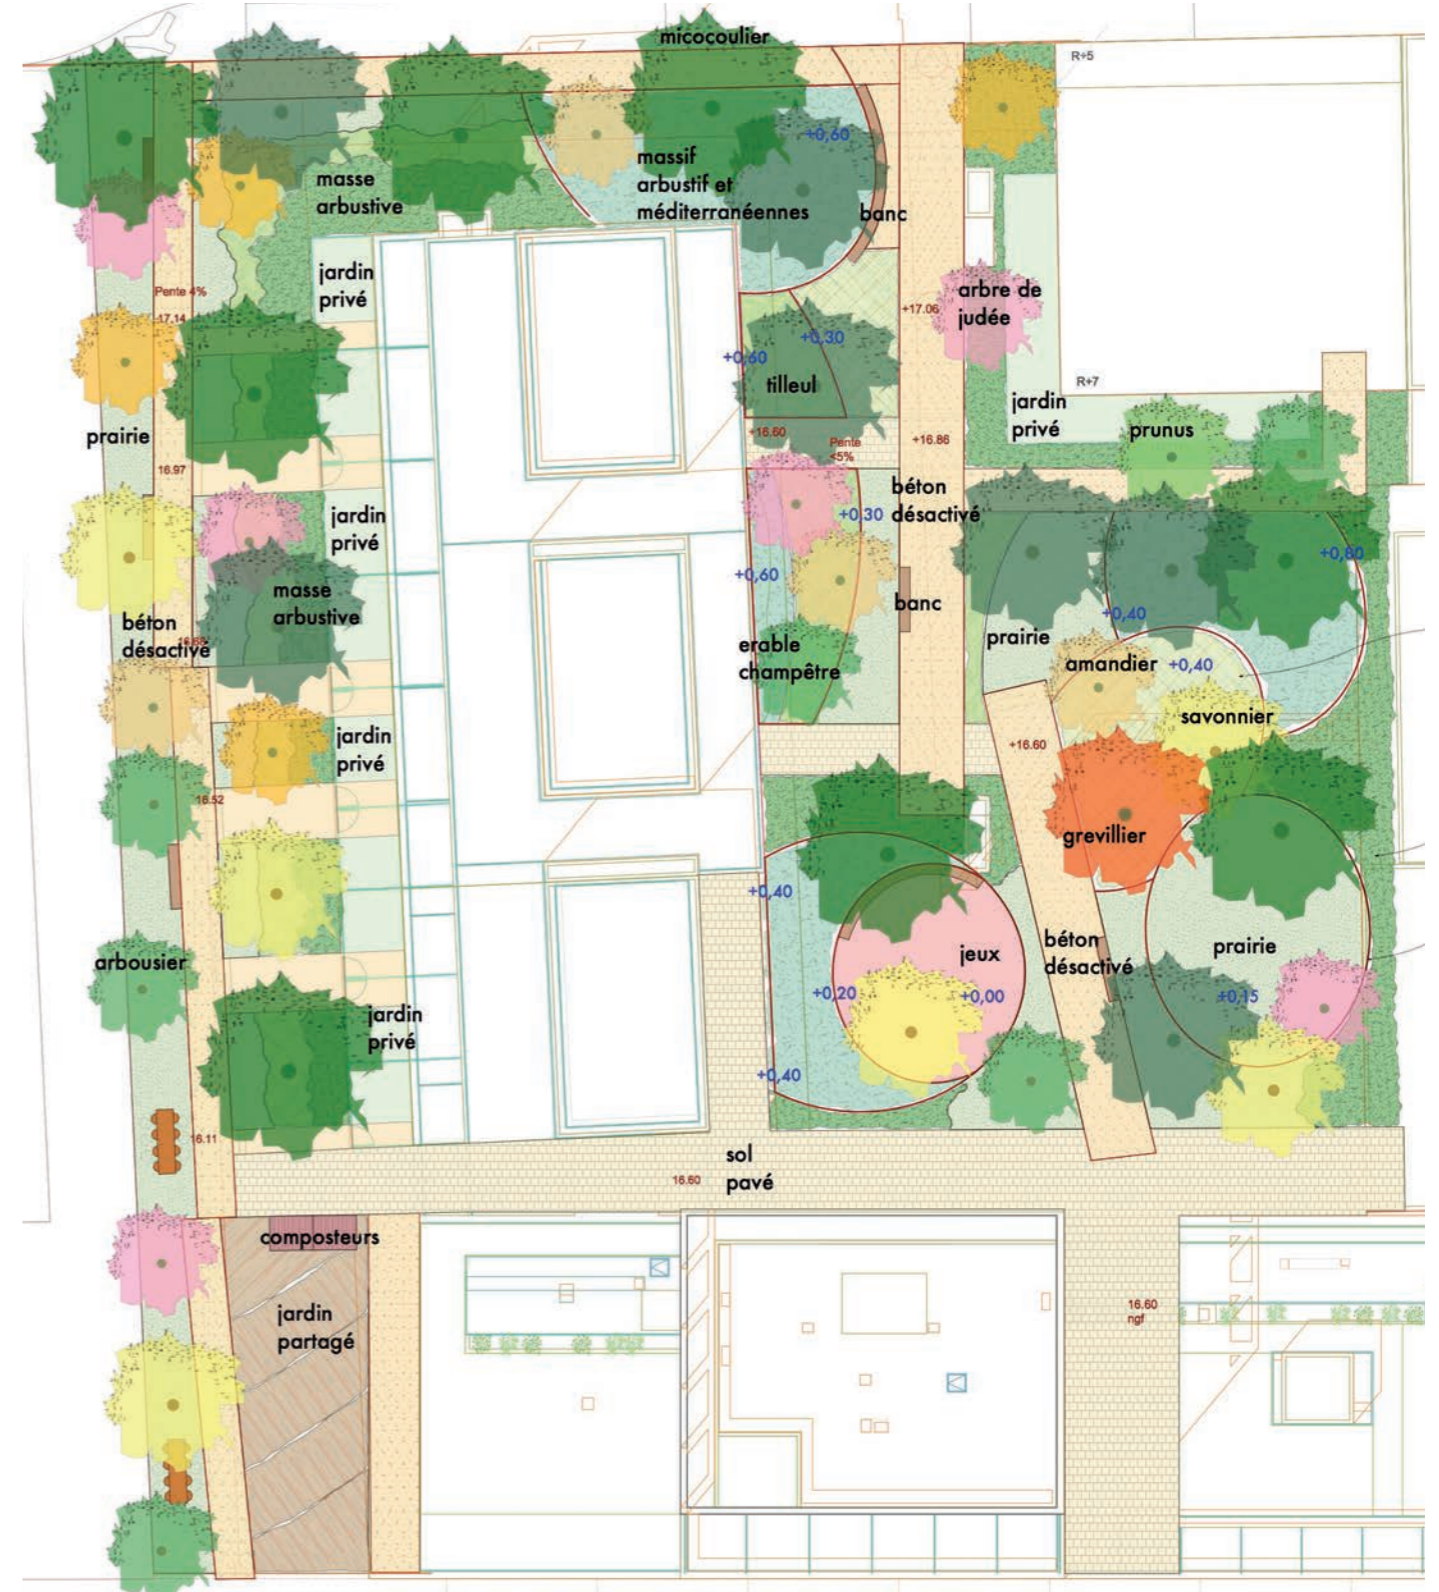 micocoulier
R+5
+0,60
massif
arbustif et
méditerranéennes
masse
arbustive
banc
jardin
privé
Pente 4%
17.14
arbre de
judée
+17.06
+0,30
+0,60
tilleul
R+7
jardin
privé
prairie
+16.60
Pente
<5%
+16.86
prunus
16.97
béton
désactivé
+0,30
jardin
privé
+0,80
+0,60
masse
arbustive
banc
+0,40
béton
désactivé
prairie
erable
champêtre
amandier
+0,40
savonnier
jardin
privé
+16.60
16.52
grevillier
+0,40
arbousier
jeux
béton
désactivé
prairie
+0,20
+0,00
+0,15
jardin
privé
+0,40
16.11
sol
pavé
16.60
composteurs
jardin
partagé
16.60
ngf